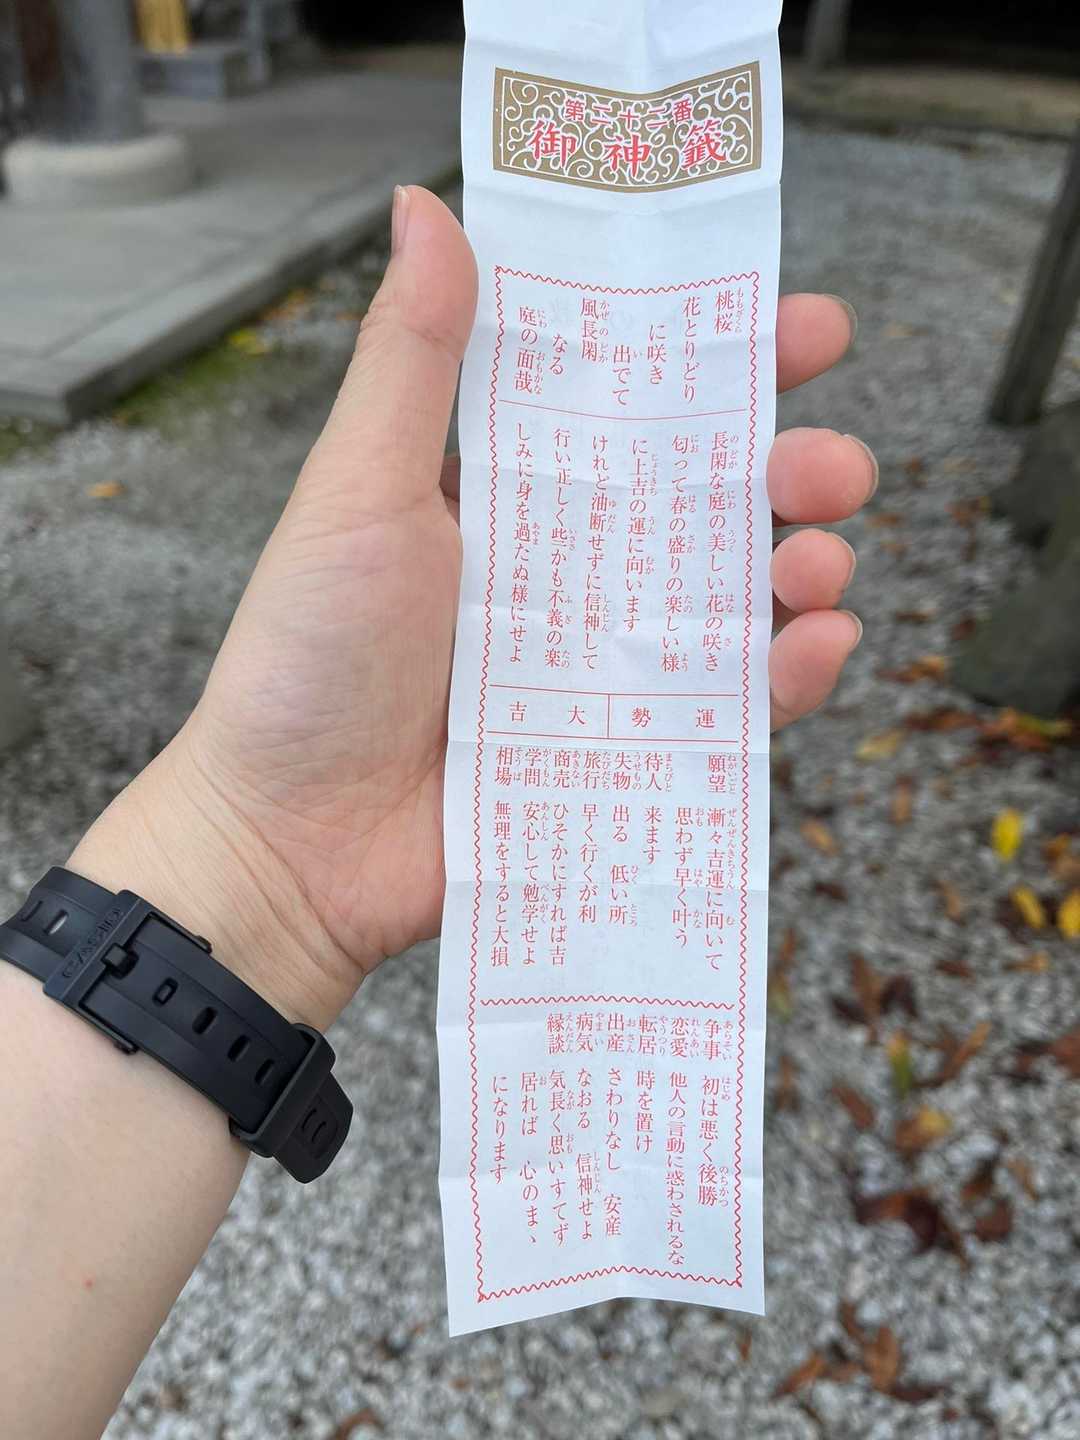 第二十二番
御神籤
桃桜
花とりどり
に咲き
出でて
風長閑
なる
庭の面哉
長閑な庭の美しい花の咲き
匂って春の盛りの楽しい様
に上吉の運に向います
けれど油断せずに信神して
行い正しく些かも不義の楽
しみに身を過たぬ様にせよ
運勢 大吉
願望 漸々吉運に向いて
思わず早く叶う
待人 来ます
失物 出る 低い所
旅行 早く行くが利
商売 ひそかにすれば吉
学問 安心して勉学せよ
相場 無理をすると大損
争事 初は悪く後勝
恋愛 他人の言動に惑わされるな
転居 時を置け
出産 さわりなし 安産
病気 なおる 信神せよ
縁談 気長く思いすてず
居れば 心のまゝ
になります
CASIO